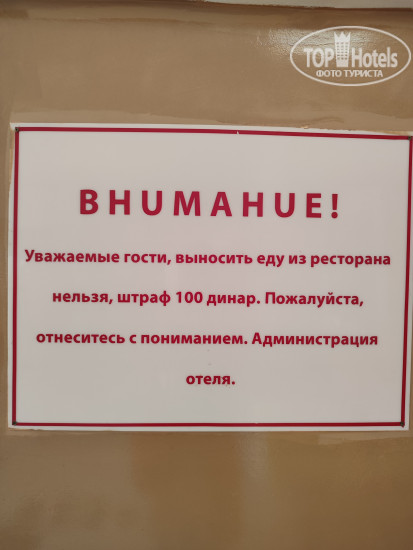 TOP Hotels
ФОТО ТУРИСТА
ВНИМАНИЕ!
Уважаемые гости, выносить еду из ресторана
нельзя, штраф 100 динар. Пожалуйста,
отнеситесь с пониманием. Администрация
отеля.